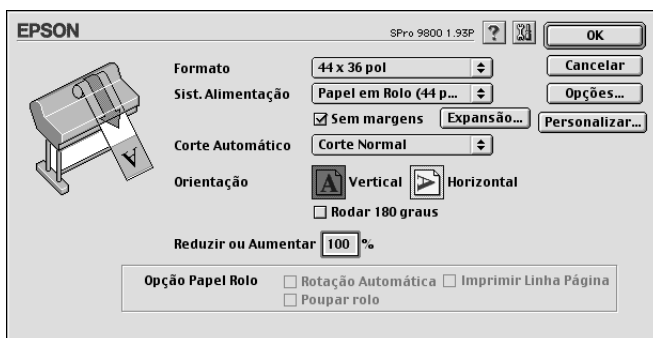 EPSON
SPro 9800 1.93P ?
OK
Formato 44 x 36 pol
Cancelar
Sist. Alimentação Papel em Rolo (44 p...
Opções...
Sem margens Expansão...
Personalizar...
Corte Automático Corte Normal
Orientação A Vertical A Horizontal
Rodar 180 graus
Reduzir ou Aumentar 100 %
Opção Papel Rolo Rotação Automática Imprimir Linha Página
Poupar rolo
A